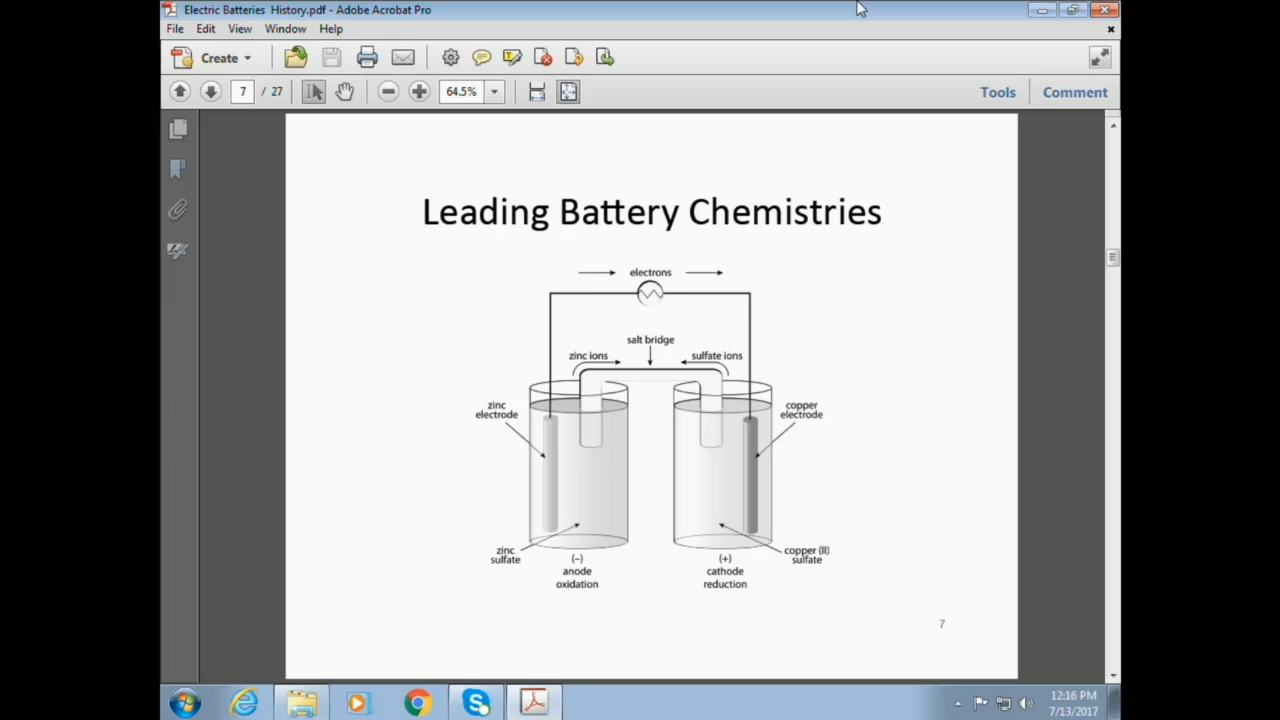 Electric Batteries History.pdf - Adobe Acrobat Pro
File Edit View Window Help
Create
7 / 27 64.5% Tools Comment
Leading Battery Chemistries
electrons
salt bridge
zinc ions sulfate ions
zinc
electrode
copper
electrode
zinc
sulfate
copper (II)
sulfate
(–)
anode
oxidation
(+)
cathode
reduction
7
12:16 PM
7/13/2017